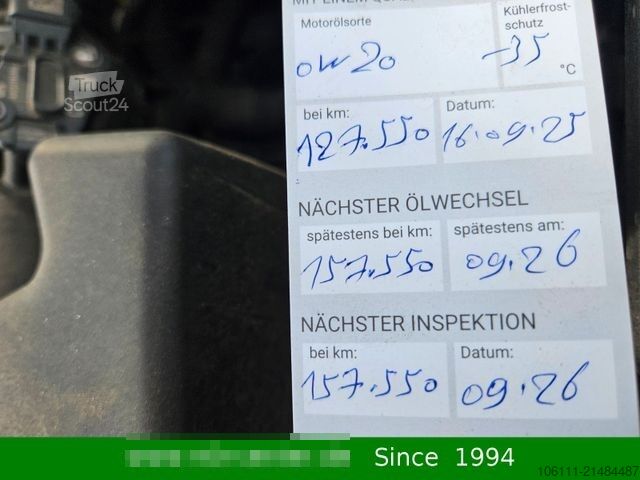 Motorölsorte
Kühlerfrost-
schutz
0W20
-35
°C
bei km:
Datum:
127.550
16.09.25
NÄCHSTER ÖLWECHSEL
spätestens bei km:
spätestens am:
157.550
09.26
NÄCHSTER INSPEKTION
bei km:
Datum:
157.550
09.26
Truck
Scout24
Since 1994
106111-21484487